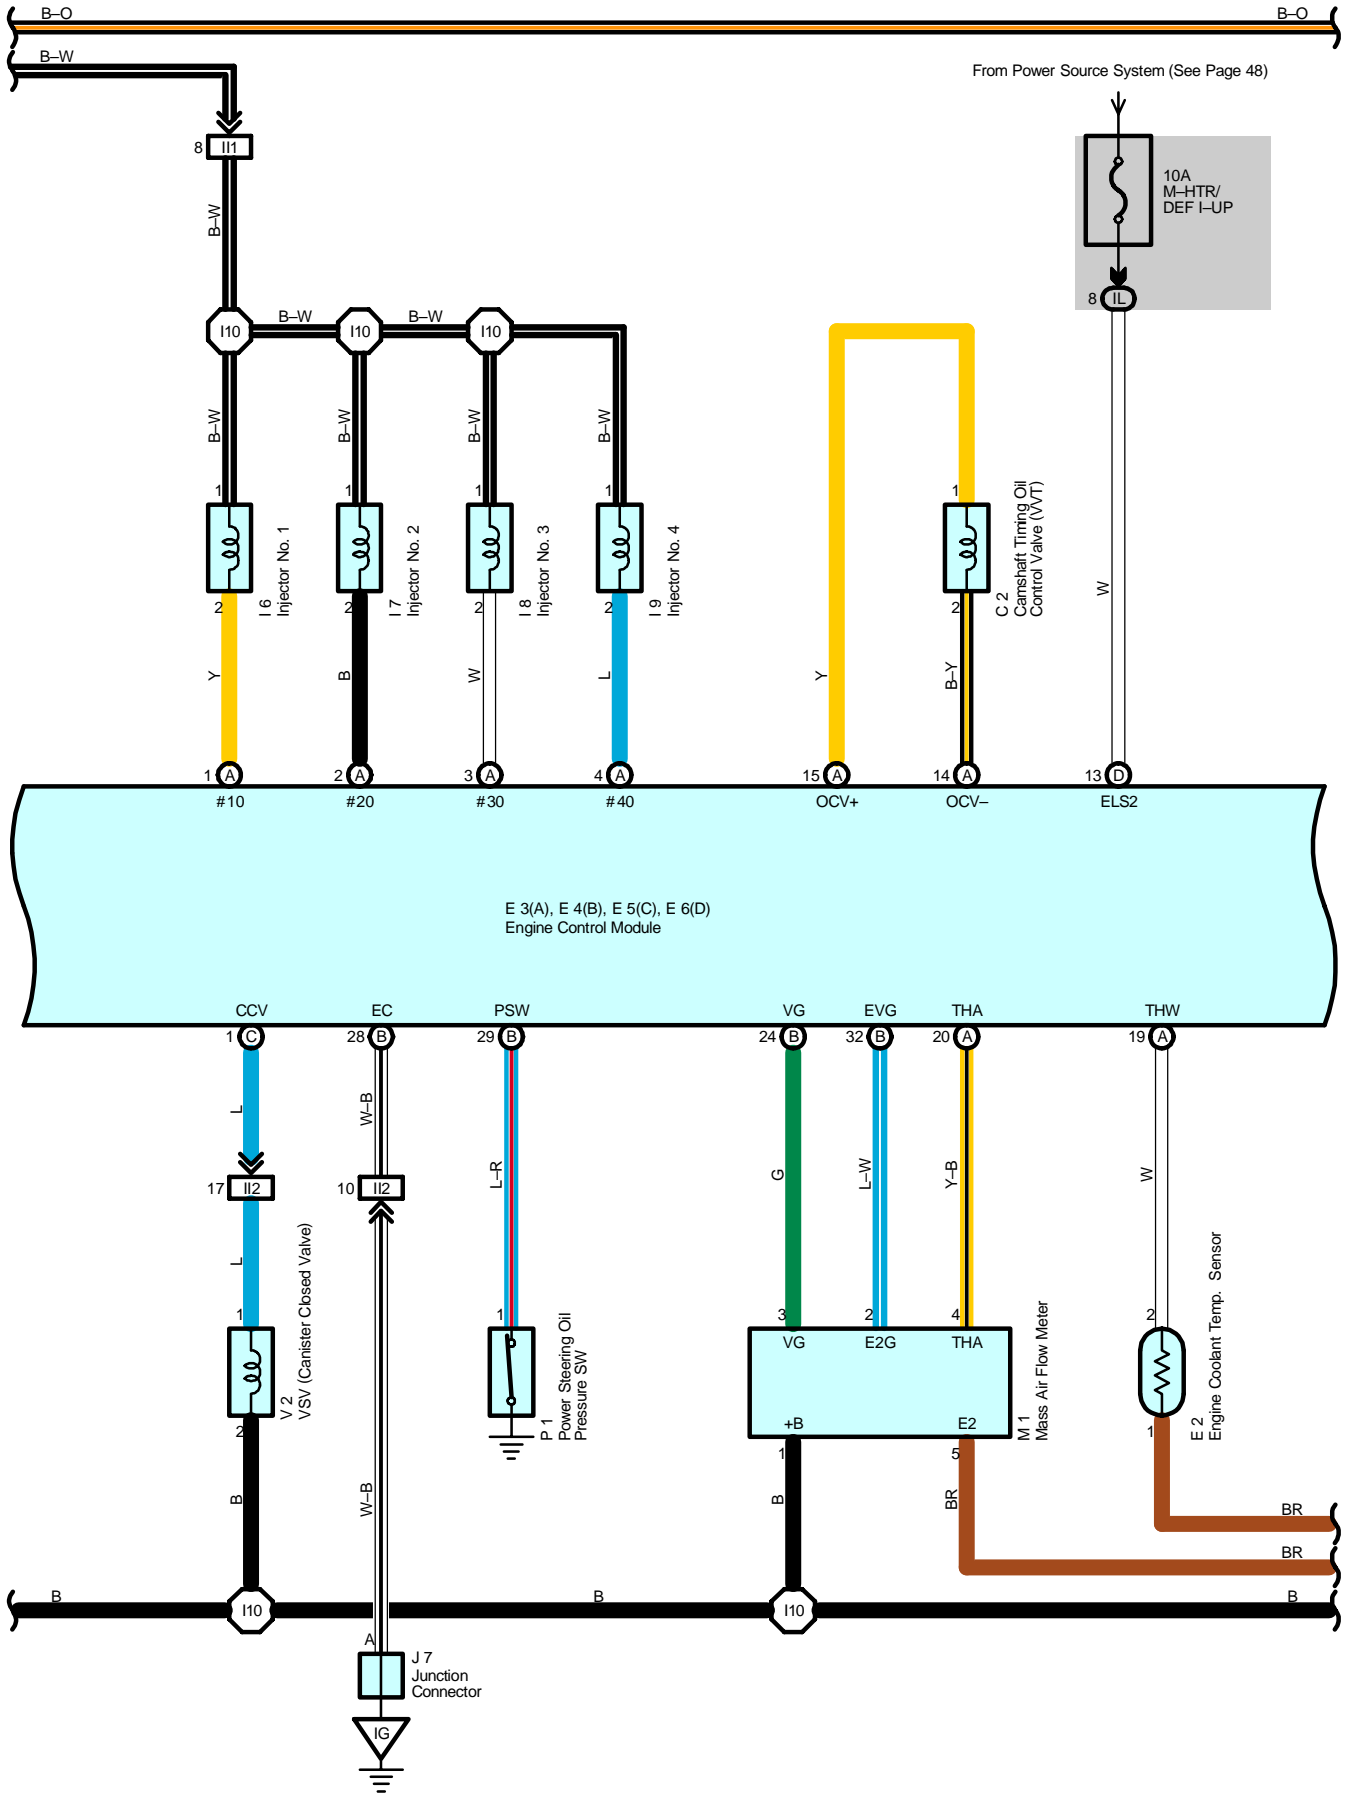 B–O
B–O
B–W
From Power Source System (See Page 48)
8 II1
10A
M–HTR/
DEF I–UP
B–W
8 IL
I10
B–W
I10
B–W
I10
B–W
B–W
B–W
B–W
1
1
1
1
1
I 6
Injector No. 1
I 7
Injector No. 2
I 8
Injector No. 3
I 9
Injector No. 4
C 2
Camshaft Timing Oil
Control Valve (VVT)
W
2
2
2
2
2
Y
B
W
L
Y
B–Y
1 A
2 A
3 A
4 A
15 A
14 A
13 D
#10
#20
#30
#40
OCV+
OCV–
ELS2
E 3(A), E 4(B), E 5(C), E 6(D)
Engine Control Module
CCV
EC
PSW
VG
EVG
THA
THW
1 C
28 B
29 B
24 B
32 B
20 A
19 A
L
W–B
L–R
G
L–W
Y–B
W
17 II2
10 II2
L
1
1
3
2
4
2
V 2
VSV (Canister Closed Valve)
P 1
Power Steering Oil
Pressure SW
VG
E2G
THA
+B
E2
M 1
Mass Air Flow Meter
E 2
Engine Coolant Temp. Sensor
2
1
5
1
B
W–B
B
BR
BR
BR
B
I10
B
I10
B
A
J 7
Junction
Connector
IG